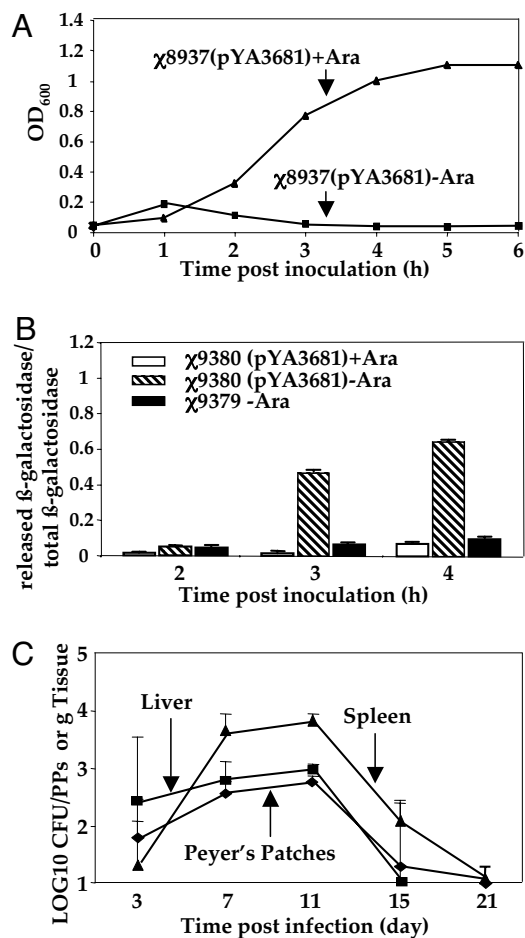 A
1.4
1.2
1
0.8
0.6
0.4
0.2
0
OD600
χ8937(pYA3681)+Ara
χ8937(pYA3681)-Ara
0 1 2 3 4 5 6
Time post inoculation (h)
B
1.2
1
0.8
0.6
0.4
0.2
0
released ß-galactosidase/
total ß-galactosidase
χ9380 (pYA3681)+Ara
χ9380 (pYA3681)-Ara
χ9379 -Ara
2 3 4
Time post inoculation (h)
C
5
4
3
2
1
LOG10 CFU/PPs or g Tissue
Liver
Spleen
Peyer's Patches
3 7 11 15 21
Time post infection (day)